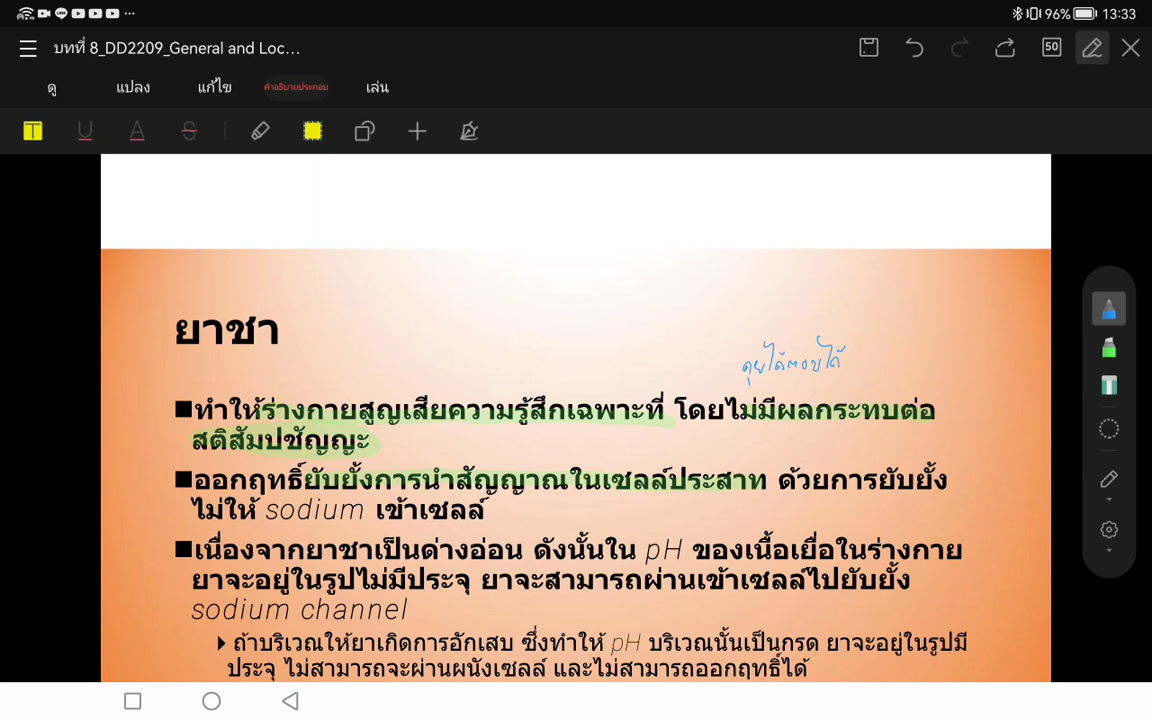 96% 13:33
บทที่ 8_DD2209_General and Loc...
50
ดู แปลง แก้ไข คำอธิบายประกอบ เล่น
T U A S
ยาชา
คุยได้ตอบได้
■ทำให้ร่างกายสูญเสียความรู้สึกเฉพาะที่ โดยไม่มีผลกระทบต่อ
สติสัมปชัญญะ
■ออกฤทธิ์ยับยั้งการนำสัญญาณในเซลล์ประสาท ด้วยการยับยั้ง
ไม่ให้ sodium เข้าเซลล์
■เนื่องจากยาชาเป็นด่างอ่อน ดังนั้นใน pH ของเนื้อเยื่อในร่างกาย
ยาจะอยู่ในรูปไม่มีประจุ ยาจะสามารถผ่านเข้าเซลล์ไปยับยั้ง
sodium channel
ถ้าบริเวณให้ยาเกิดการอักเสบ ซึ่งทำให้ pH บริเวณนั้นเป็นกรด ยาจะอยู่ในรูปมี
ประจุ ไม่สามารถจะผ่านผนังเซลล์ และไม่สามารถออกฤทธิ์ได้